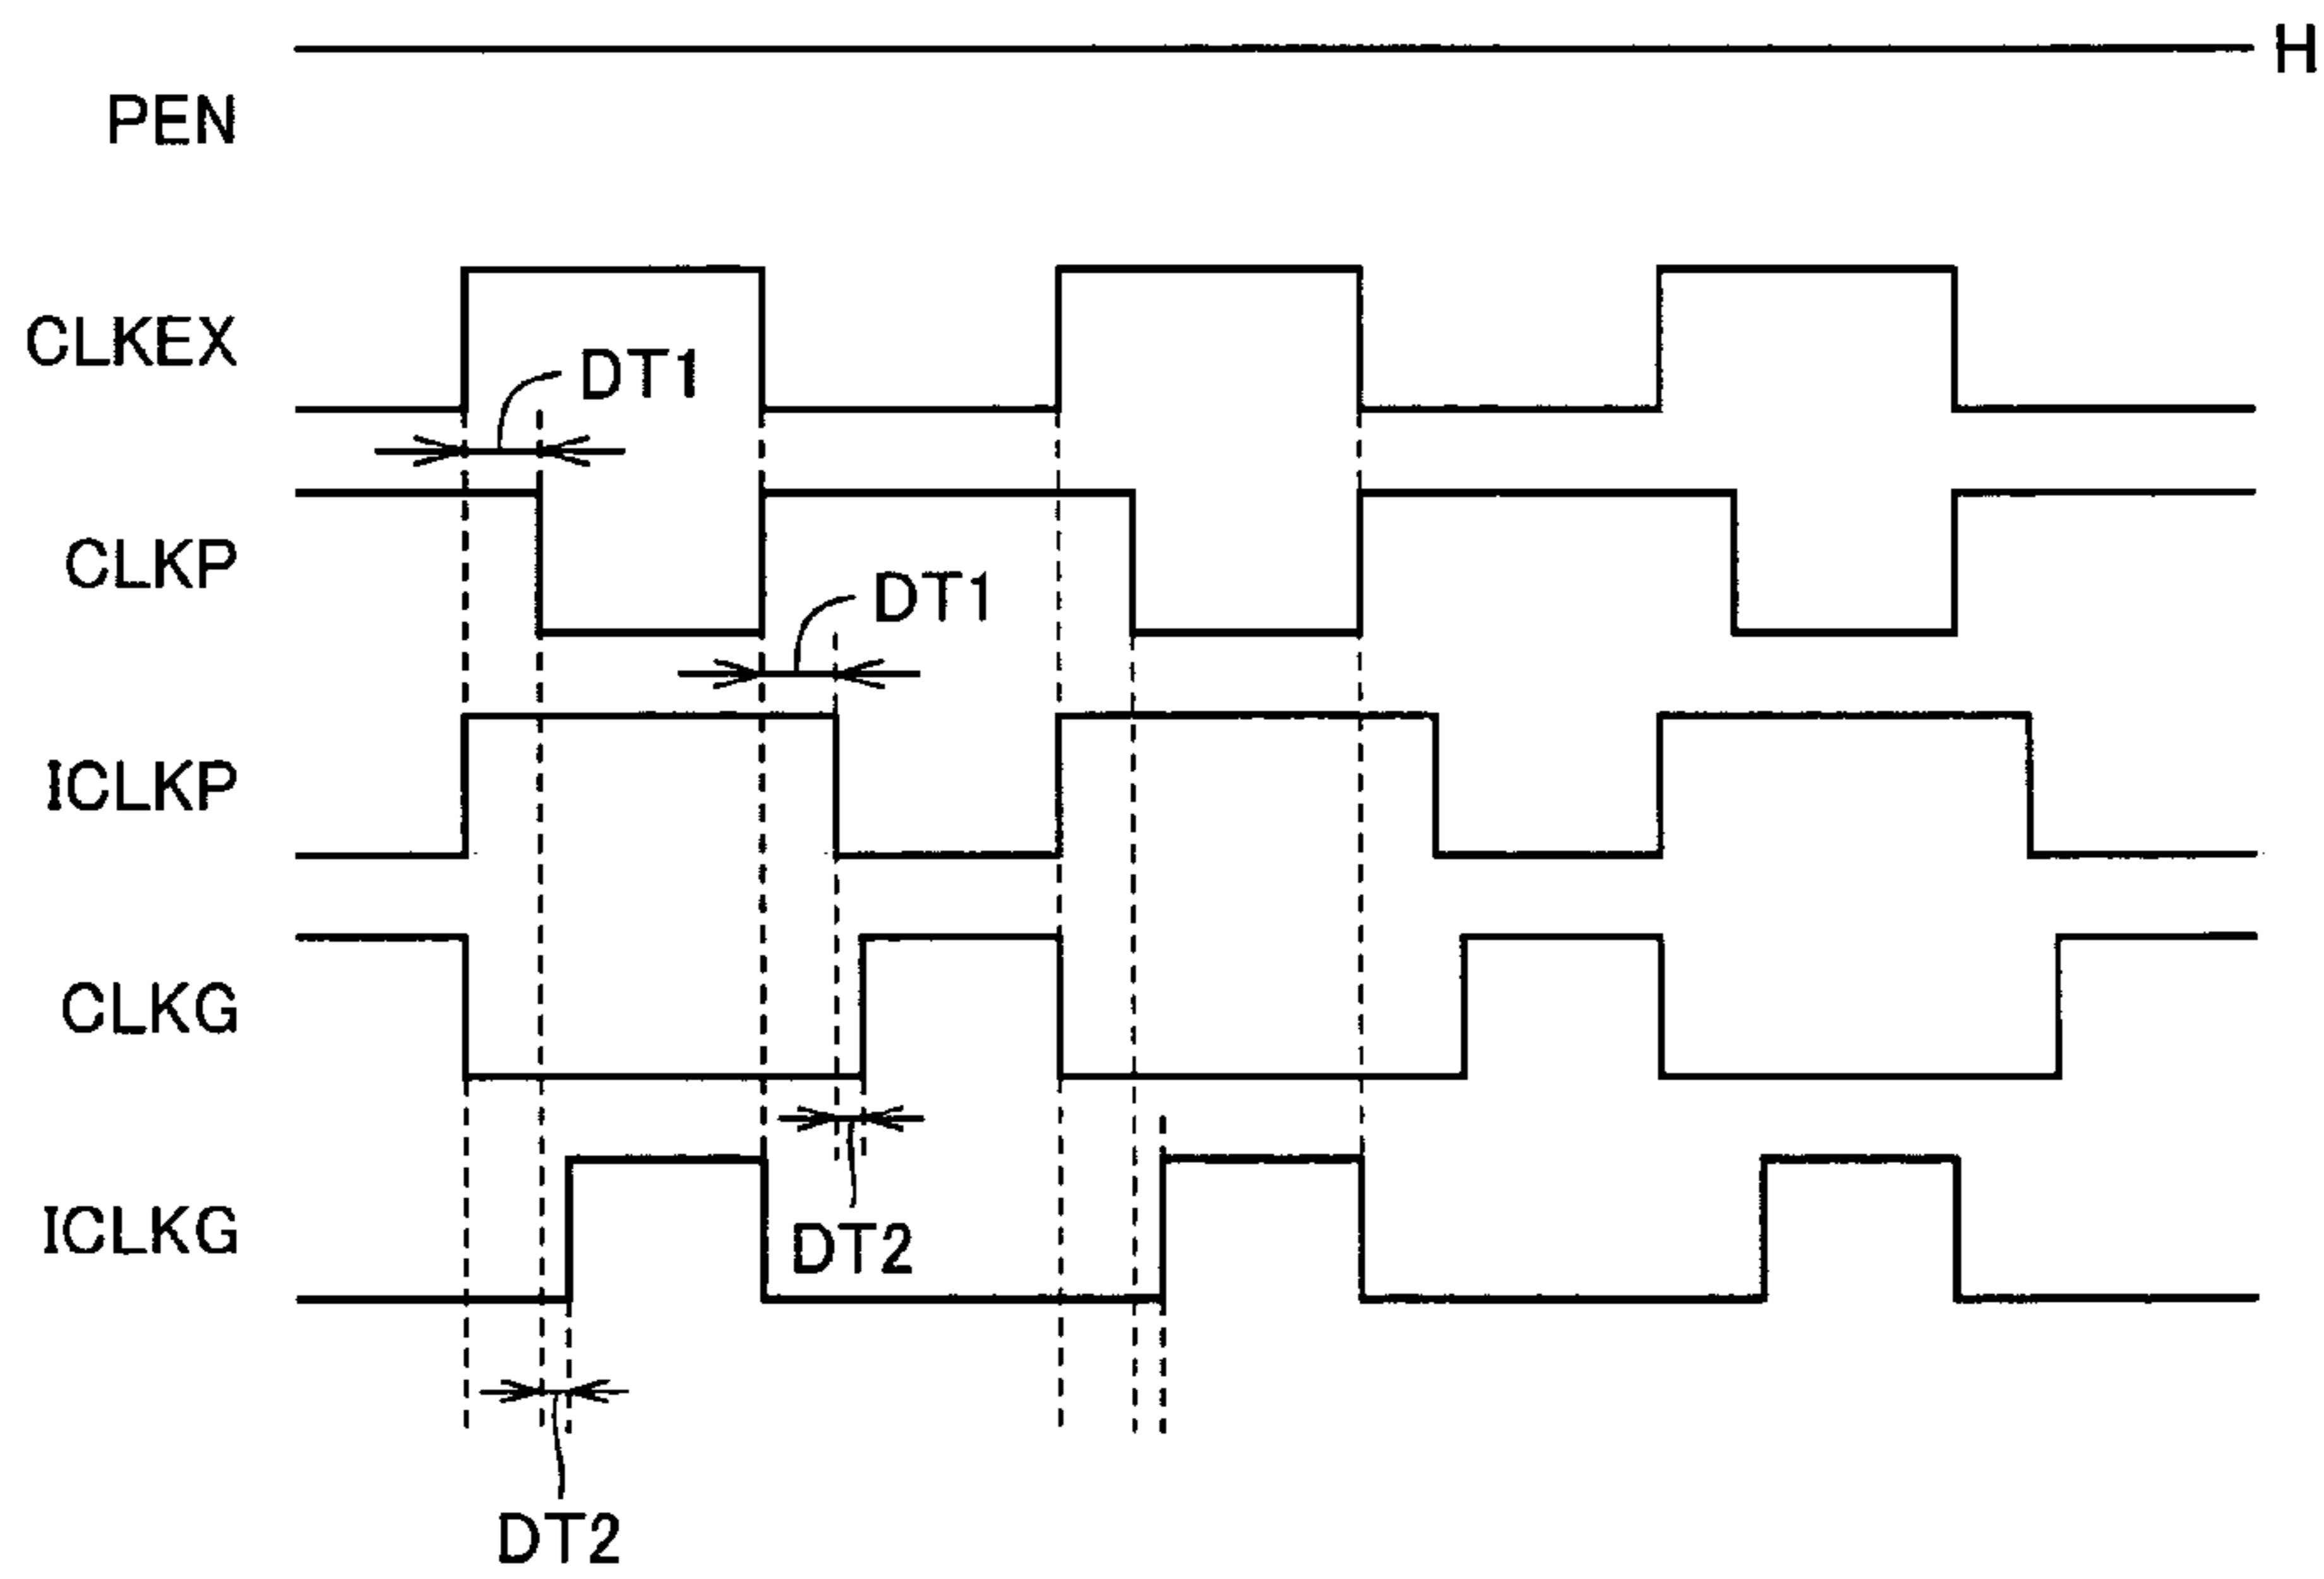 H
PEN
CLKEX
DT1
CLKP
DT1
ICLKP
CLKG
ICLKG
DT2
DT2